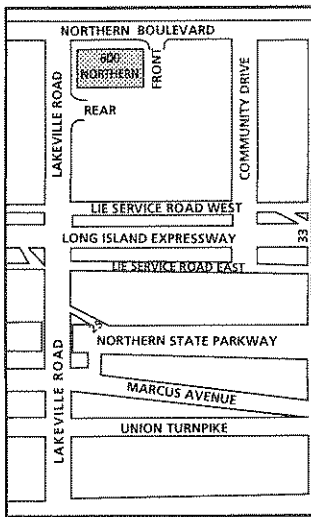 NORTHERN BOULEVARD
600
NORTHERN
FRONT
REAR
LAKEVILLE ROAD
COMMUNITY DRIVE
LIE SERVICE ROAD WEST
LONG ISLAND EXPRESSWAY
33
LIE SERVICE ROAD EAST
25
NORTHERN STATE PARKWAY
LAKEVILLE ROAD
MARCUS AVENUE
UNION TURNPIKE